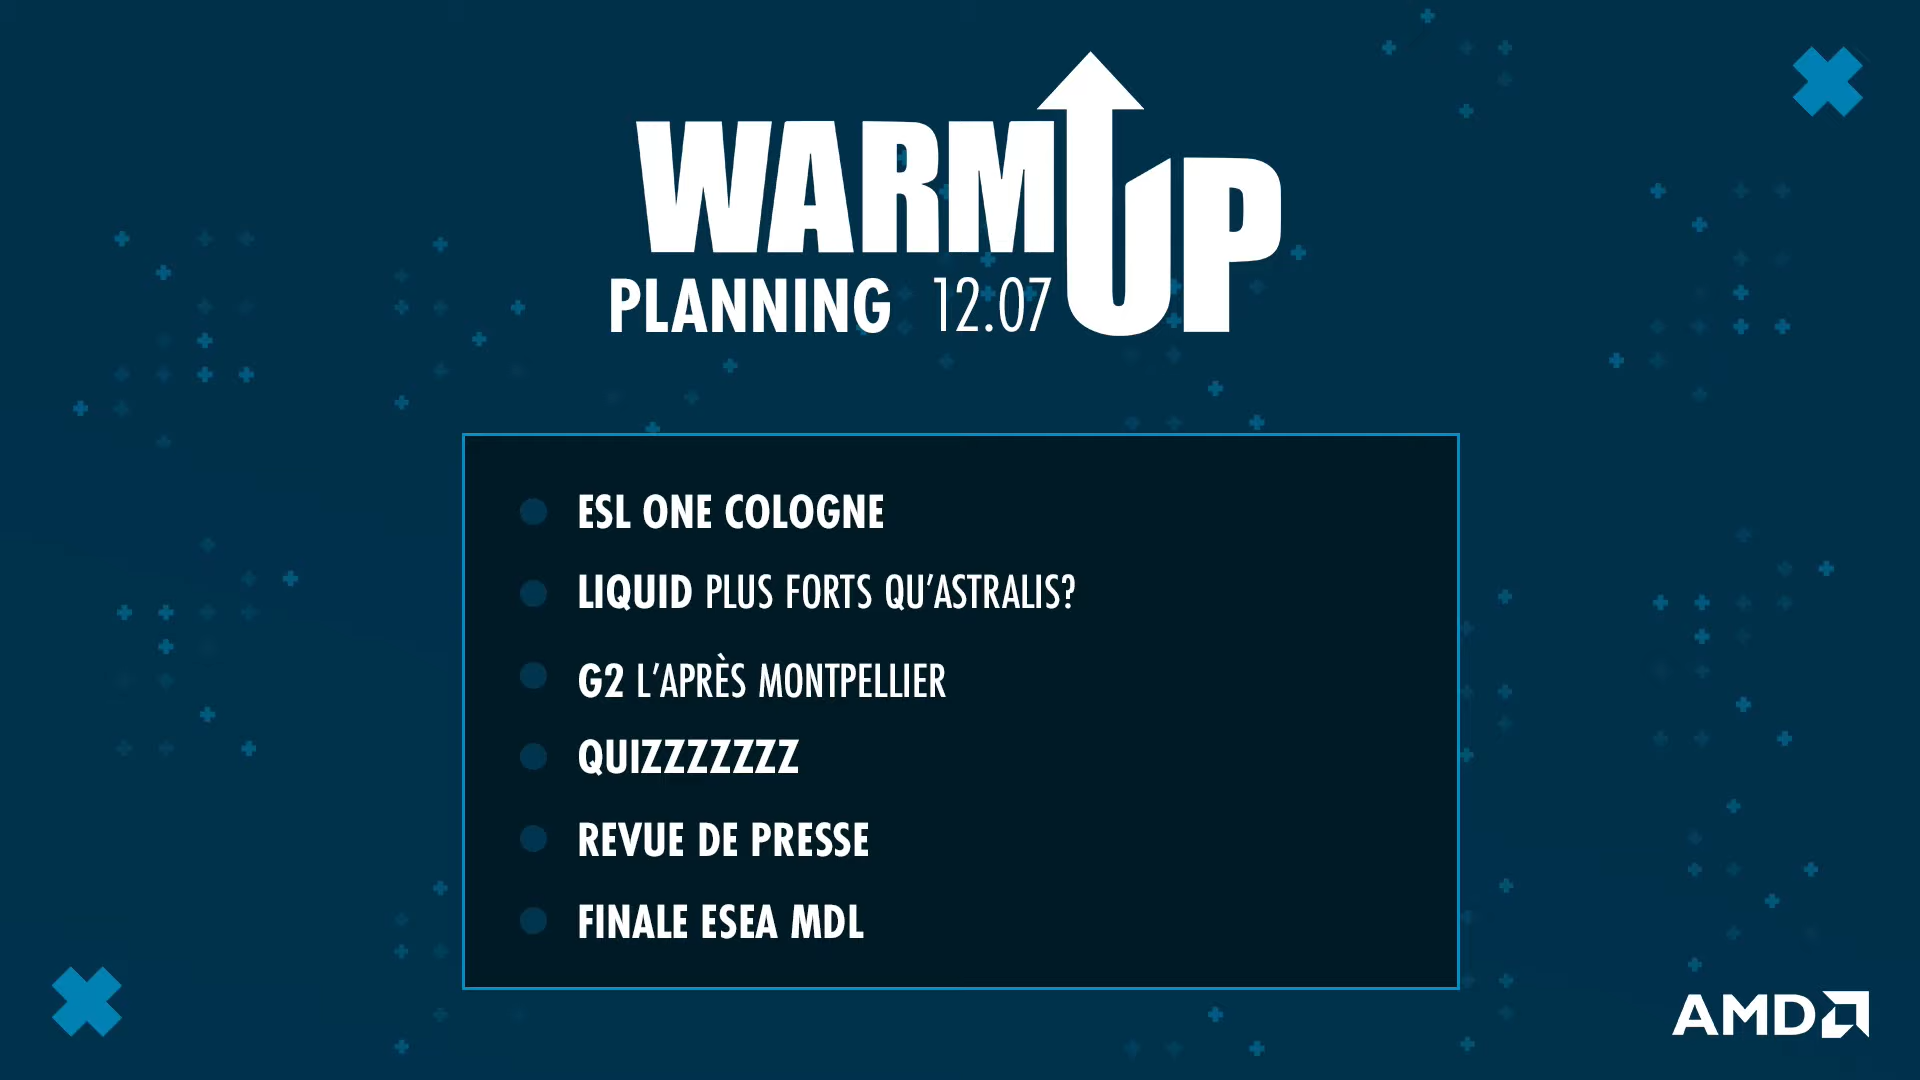 WARM UP
PLANNING 12.07
ESL ONE COLOGNE
LIQUID PLUS FORTS QU'ASTRALIS?
G2 L'APRÈS MONTPELLIER
QUIZZZZZZZ
REVUE DE PRESSE
FINALE ESEA MDL
AMD